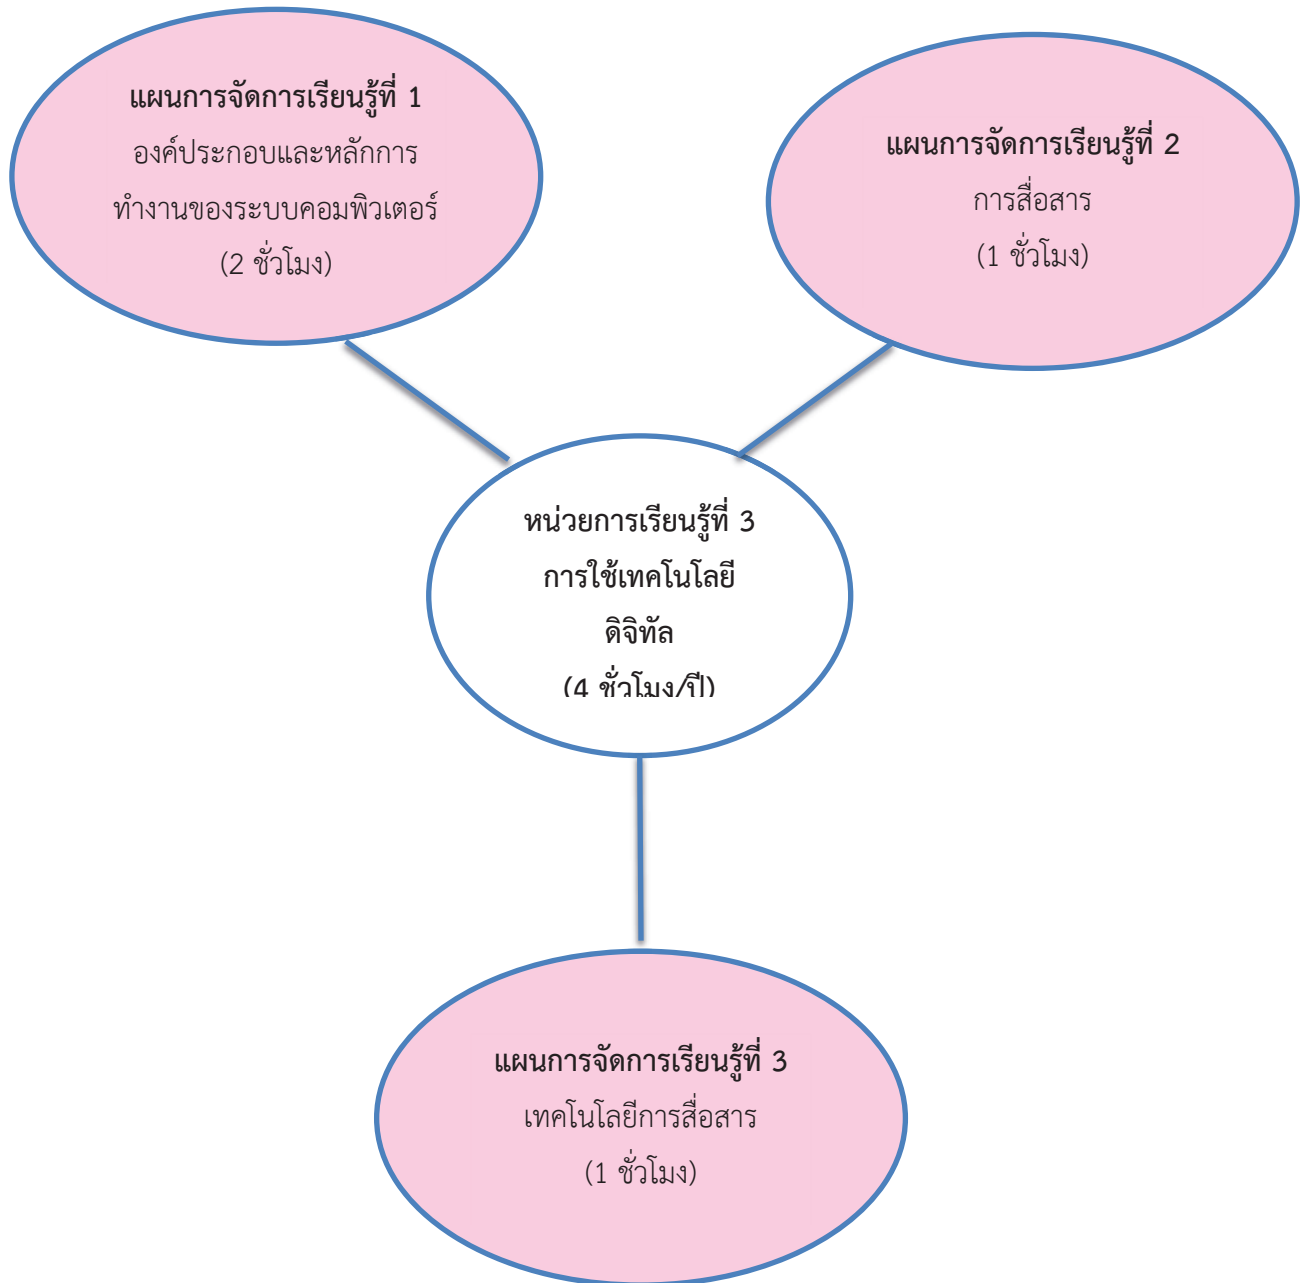 แผนการจัดการเรียนรู้ที่ 1
องค์ประกอบและหลักการ
ทำงานของระบบคอมพิวเตอร์
(2 ชั่วโมง)
แผนการจัดการเรียนรู้ที่ 2
การสื่อสาร
(1 ชั่วโมง)
หน่วยการเรียนรู้ที่ 3
การใช้เทคโนโลยี
ดิจิทัล
(4 ชั่วโมง/ปี)
แผนการจัดการเรียนรู้ที่ 3
เทคโนโลยีการสื่อสาร
(1 ชั่วโมง)